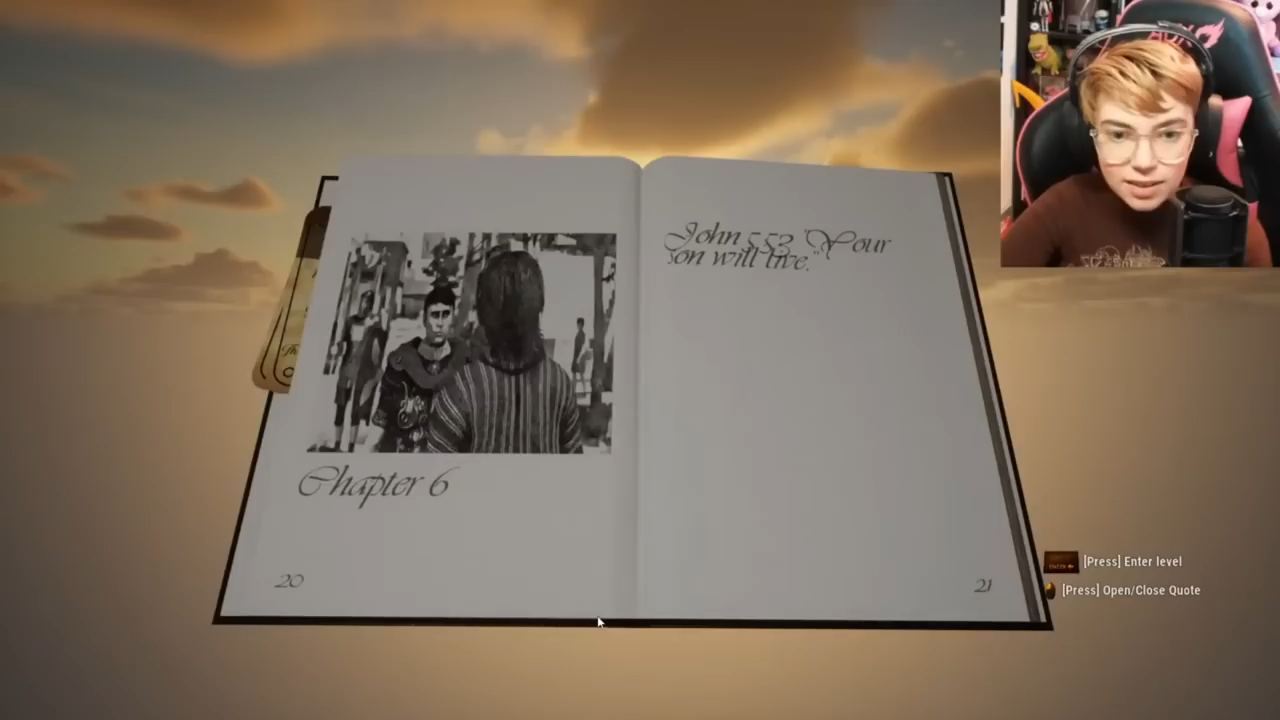 John 5:53 "Your
son will live."
Chapter 6
20
21
[Press] Enter level
[Press] Open/Close Quote